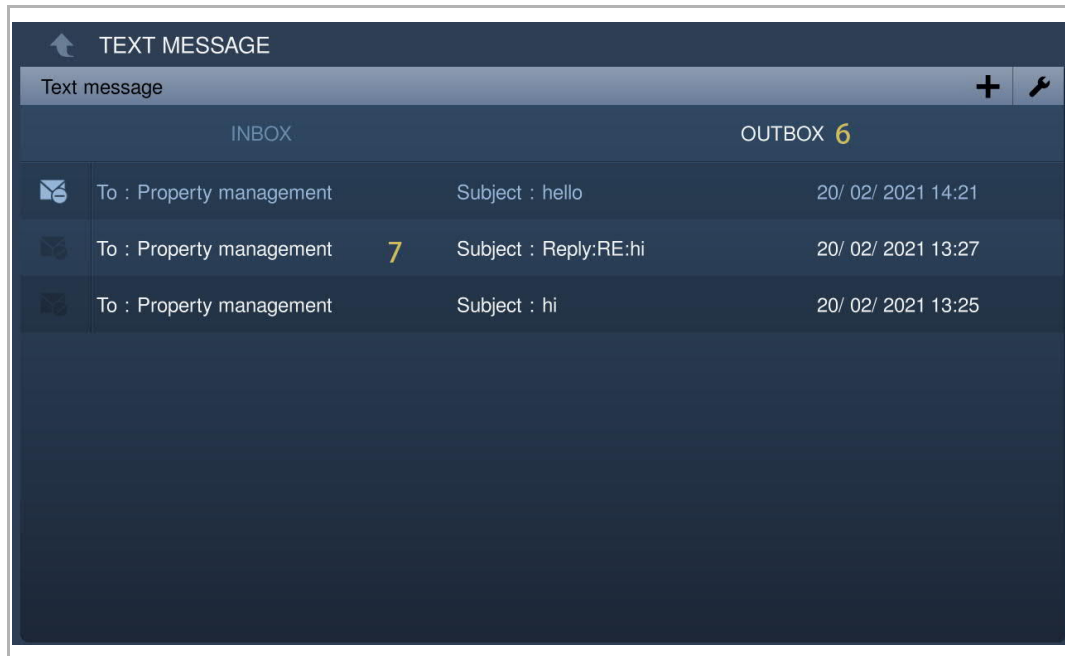 TEXT MESSAGE
Text message
INBOX OUTBOX 6
To : Property management Subject : hello 20/ 02/ 2021 14:21
To : Property management 7 Subject : Reply:RE:hi 20/ 02/ 2021 13:27
To : Property management Subject : hi 20/ 02/ 2021 13:25